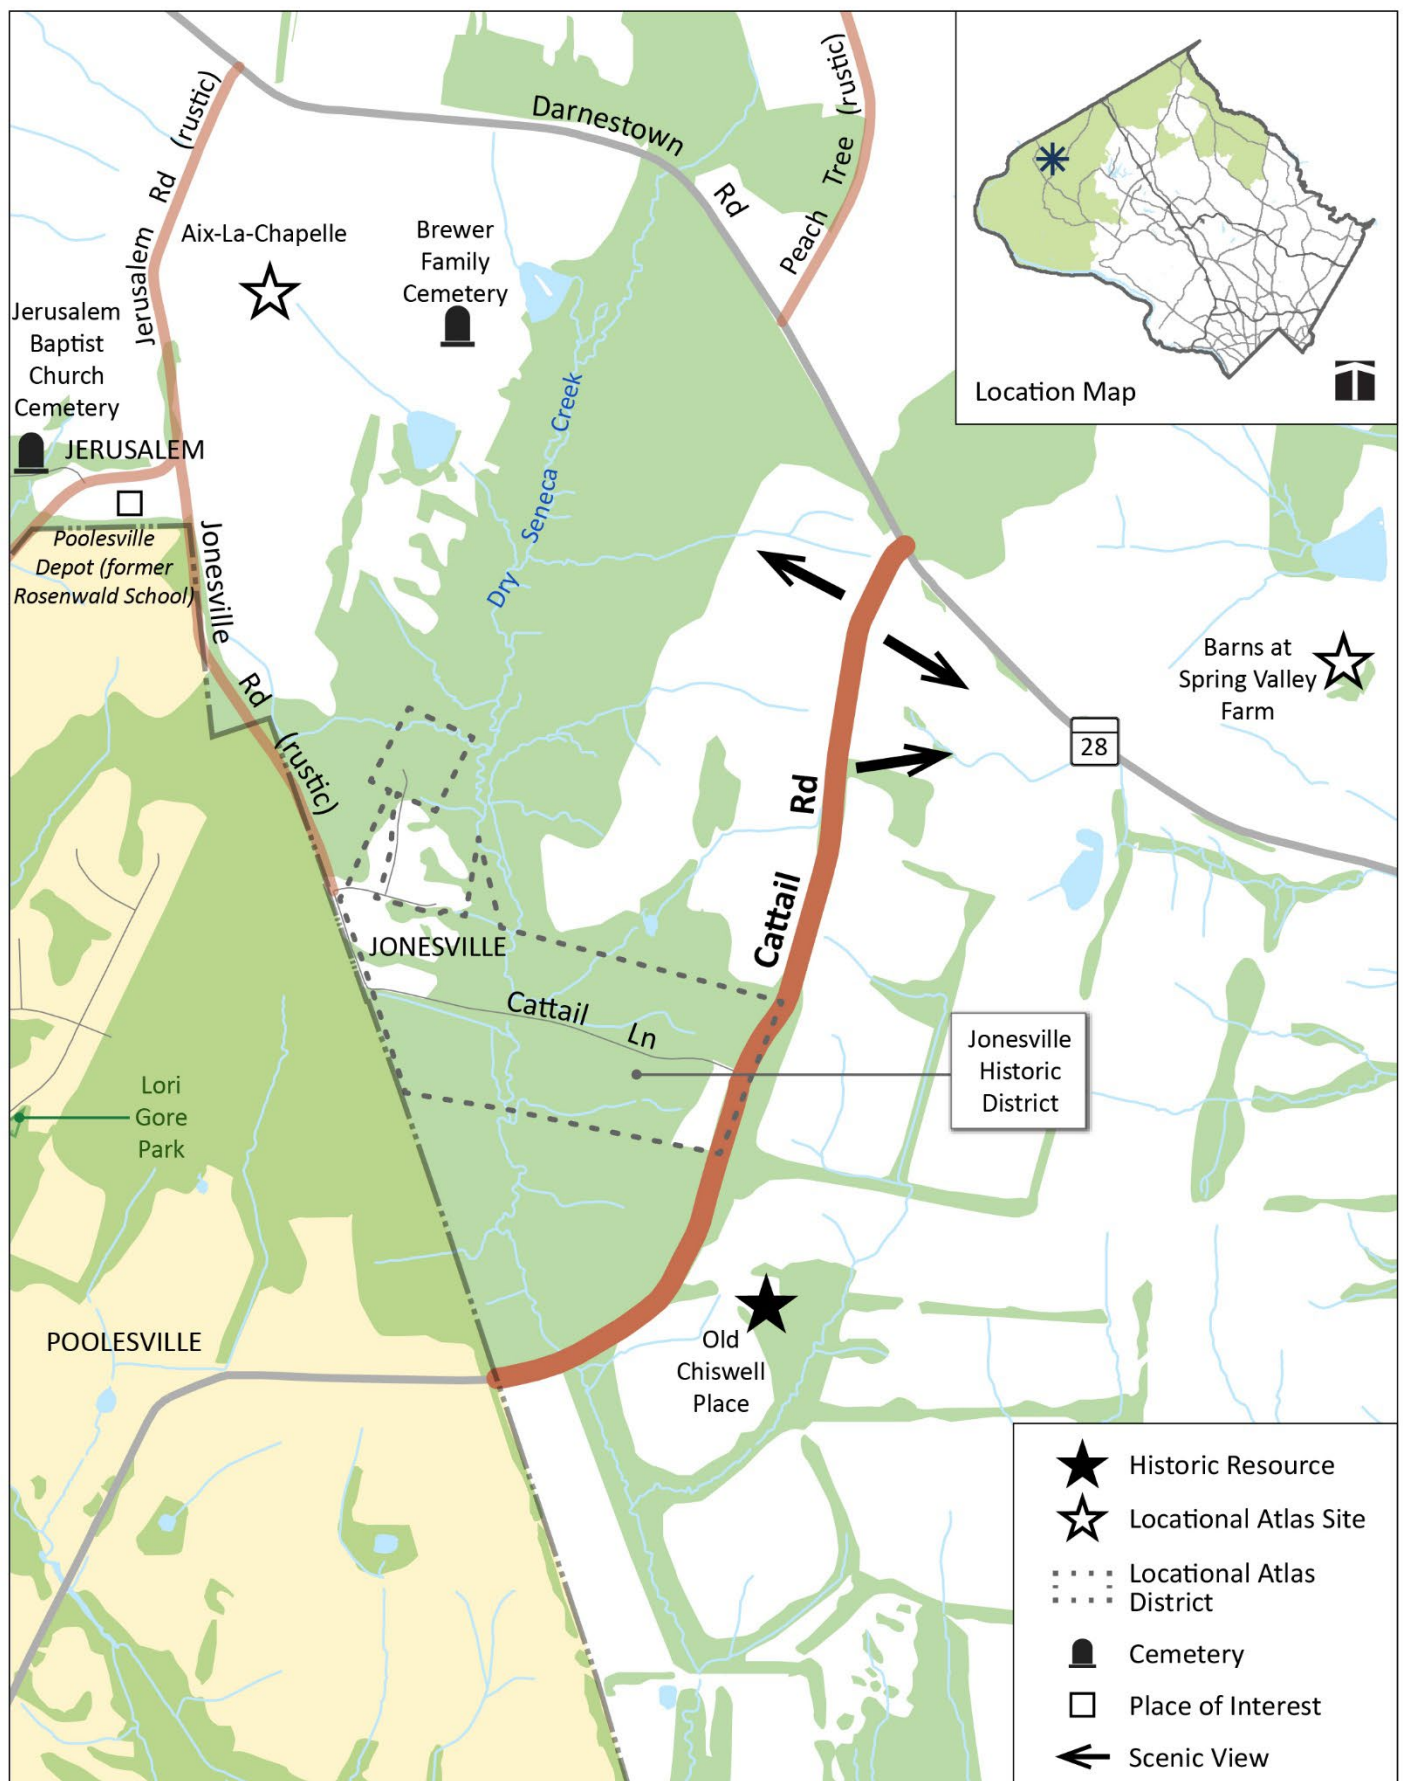 Darnestown
Rd
Peach Tree (rustic)
Jerusalem Rd (rustic)
Aix-La-Chapelle
Brewer
Family
Cemetery
Location Map
Jerusalem
Baptist
Church
Cemetery
JERUSALEM
Poolesville
Depot (former
Rosenwald School)
Jonesville
Rd
(rustic)
Dry Seneca Creek
Barns at
Spring Valley
Farm
28
Cattail Rd
JONESVILLE
Cattail
Ln
Jonesville
Historic
District
Lori
Gore
Park
POOLESVILLE
Old
Chiswell
Place
Historic Resource
Locational Atlas Site
Locational Atlas
District
Cemetery
Place of Interest
Scenic View